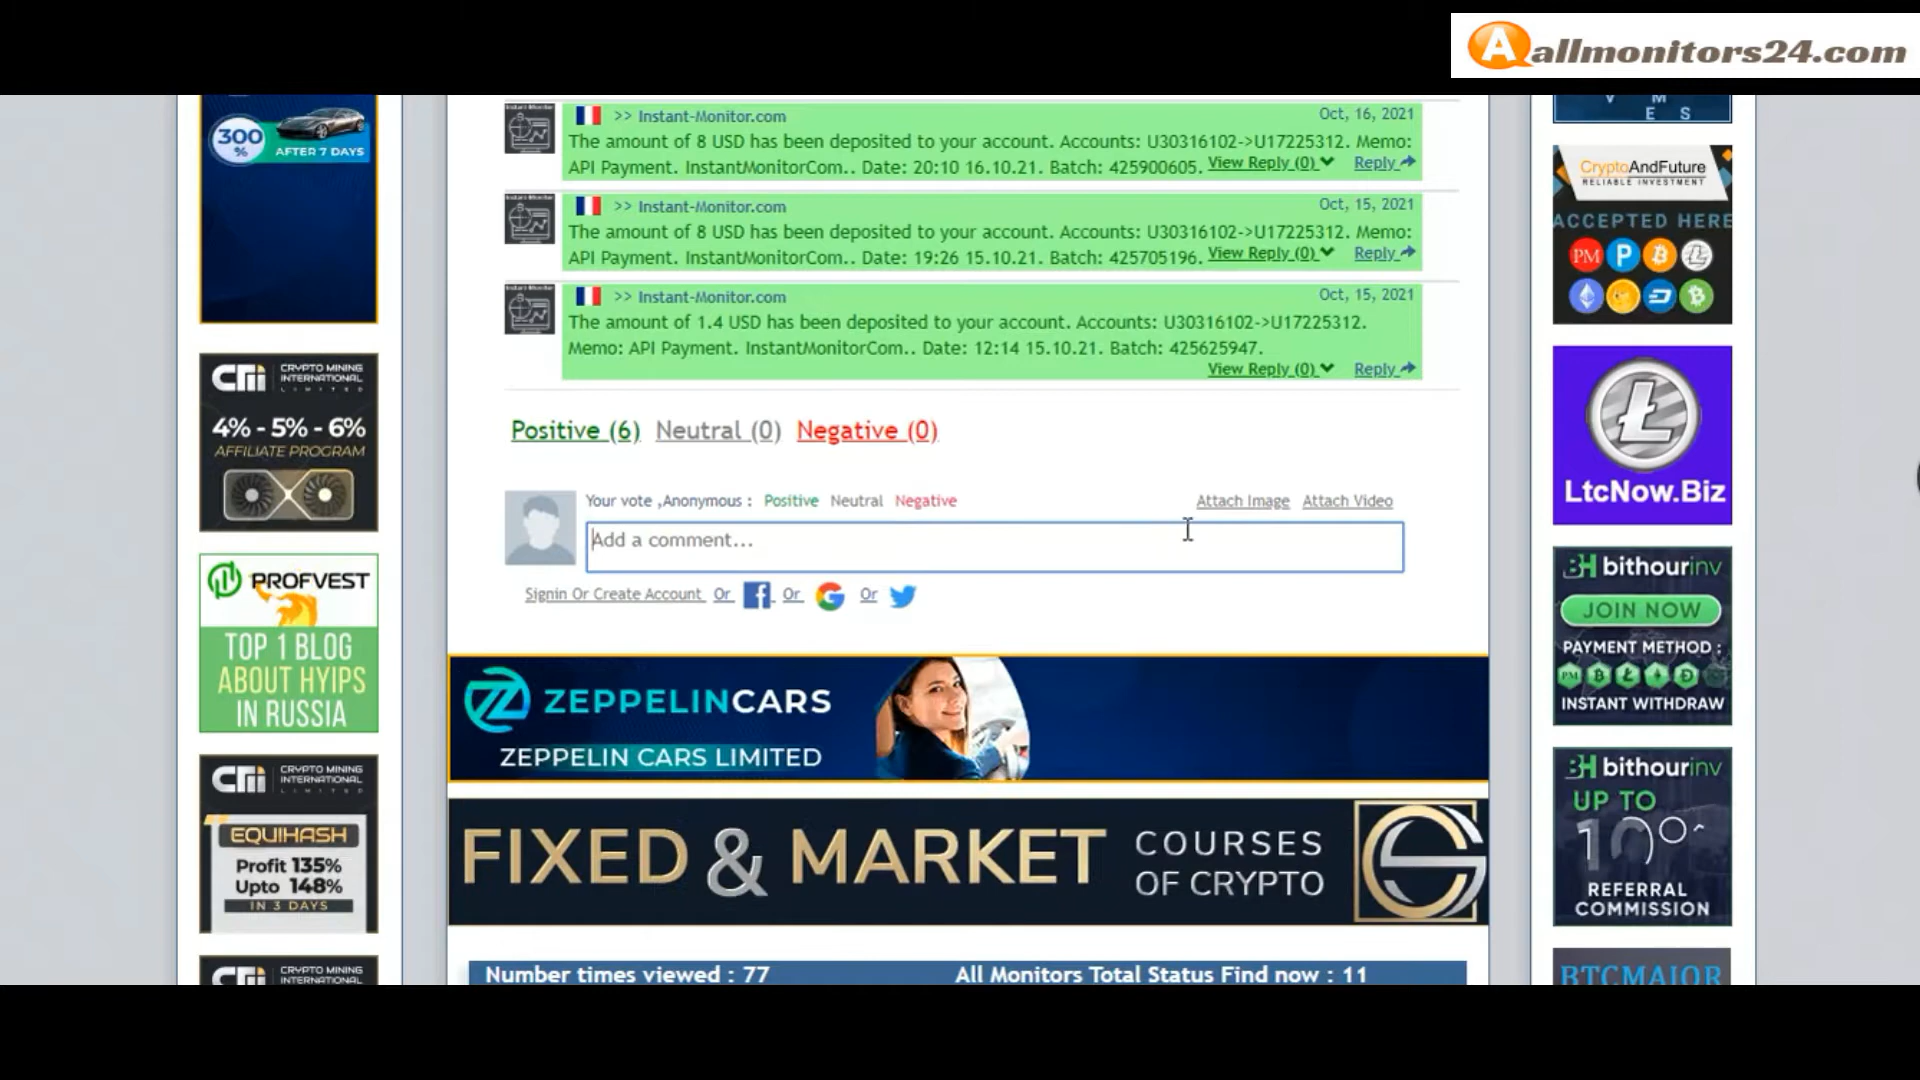 allmonitors24.com
300
%
AFTER 7 DAYS
CRYPTO MINING
INTERNATIONAL
LIMITED
4% - 5% - 6%
AFFILIATE PROGRAM
PROFVEST
TOP 1 BLOG
ABOUT HYIPS
IN RUSSIA
CRYPTO MINING
INTERNATIONAL
LIMITED
EQUIHASH
Profit 135%
Upto 148%
IN 3 DAYS
CRYPTO MINING
INTERNATIONAL
>> Instant-Monitor.com Oct, 16, 2021
The amount of 8 USD has been deposited to your account. Accounts: U30316102->U17225312. Memo:
API Payment. InstantMonitorCom.. Date: 20:10 16.10.21. Batch: 425900605. View Reply (0) Reply
>> Instant-Monitor.com Oct, 15, 2021
The amount of 8 USD has been deposited to your account. Accounts: U30316102->U17225312. Memo:
API Payment. InstantMonitorCom.. Date: 19:26 15.10.21. Batch: 425705196. View Reply (0) Reply
>> Instant-Monitor.com Oct, 15, 2021
The amount of 1.4 USD has been deposited to your account. Accounts: U30316102->U17225312.
Memo: API Payment. InstantMonitorCom.. Date: 12:14 15.10.21. Batch: 425625947.
View Reply (0) Reply
Positive (6) Neutral (0) Negative (0)
Your vote ,Anonymous : Positive Neutral Negative Attach Image Attach Video
Add a comment...
Signin Or Create Account Or Or Or
ZEPPELINCARS
ZEPPELIN CARS LIMITED
FIXED & MARKET
COURSES
OF CRYPTO
Number times viewed : 77 All Monitors Total Status Find now : 11
V M
E S
CryptoAndFuture
RELIABLE INVESTMENT
ACCEPTED HERE
PM
LtcNow.Biz
bithourinv
JOIN NOW
PAYMENT METHOD :
PM
INSTANT WITHDRAW
bithourinv
UP TO
REFERRAL
COMMISSION
BTCMAJOR